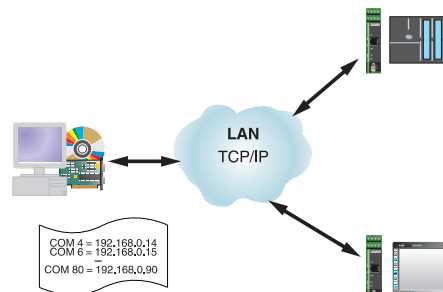 LAN
TCP/IP
COM 4 = 192.168.0.14
COM 6 = 192.168.0.15
–
COM 80 = 192.168.0.90